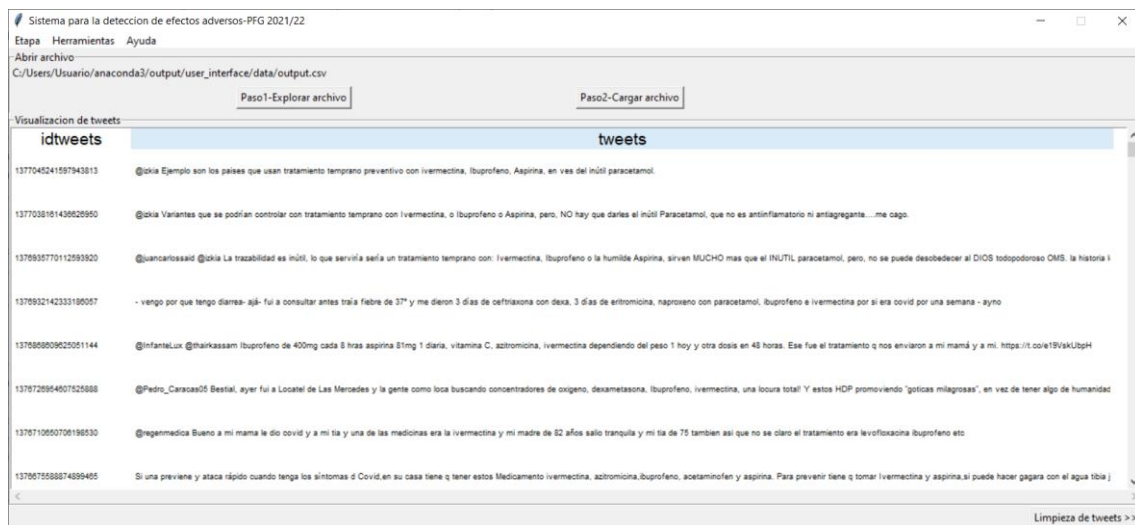 Sistema para la deteccion de efectos adversos-PFG 2021/22
Etapa Herramientas Ayuda
Abrir archivo
C:/Users/Usuario/anaconda3/output/user_interface/data/output.csv
Paso1-Explorar archivo Paso2-Cargar archivo
Visualizacion de tweets
idtweets tweets
1377045241597943813 @izkia Ejemplo son los paises que usan tratamiento temprano preventivo con ivermectina, Ibuprofeno, Aspirina, en ves del inútil paracetamol.
1377038161436626960 @izkia Variantes que se podrían controlar con tratamiento temprano con Ivermectina, o Ibuprofeno o Aspirina, pero, NO hay que darles el inútil Paracetamol, que no es antiinflamatorio ni antiagregante....me cago.
1376935770112593920 @juancarlossaid @izkia La trazabilidad es inútil, lo que serviría sería un tratamiento temprano con: Ivermectina, Ibuprofeno o la humilde Aspirina, sirven MUCHO mas que el INUTIL paracetamol, pero, no se puede desobedecer al DIOS todopoderoso OMS. la historia
1376932142333186057 - vengo por que tengo diarrea- ajá- fui a consultar antes traía fiebre de 37° y me dieron 3 días de ceftriaxona con dexa, 3 días de eritromicina, naproxeno con paracetamol, ibuprofeno e ivermectina por si era covid por una semana - ayno
1376868609625051144 @InfanteLux @thairkassam Ibuprofeno de 400mg cada 8 hras aspirina 81mg 1 diaria, vitamina C, azitromicina, ivermectina dependiendo del peso 1 hoy y otra dosis en 48 horas. Ese fue el tratamiento q nos enviaron a mi mamá y a mi. https://t.co/e19VskUbpH
1376726964607525888 @Pedro_Caracas05 Bestial, ayer fui a Locatel de Las Mercedes y la gente como loca buscando concentradores de oxigeno, dexametasona, Ibuprofeno, ivermectina, una locura total! Y estos HDP promoviendo "goticas milagrosas", en vez de tener algo de humanidad
1376710650706198530 @regenmedica Bueno a mi mama le dio covid y a mi tia y una de las medicinas era la ivermectina y mi madre de 82 años salio tranquila y mi tia de 75 tambien asi que no se claro el tratamiento era levofloxacina ibuprofeno etc
1376675588874899465 Si una previene y ataca rápido cuando tenga los síntomas d Covid,en su casa tiene q tener estos Medicamento ivermectina, azitromicina,ibuprofeno, acetaminofen y aspirina. Para prevenir tiene q tomar Ivermectina y aspirina,si puede hacer gagara con el agua tibia
Limpieza de tweets >>